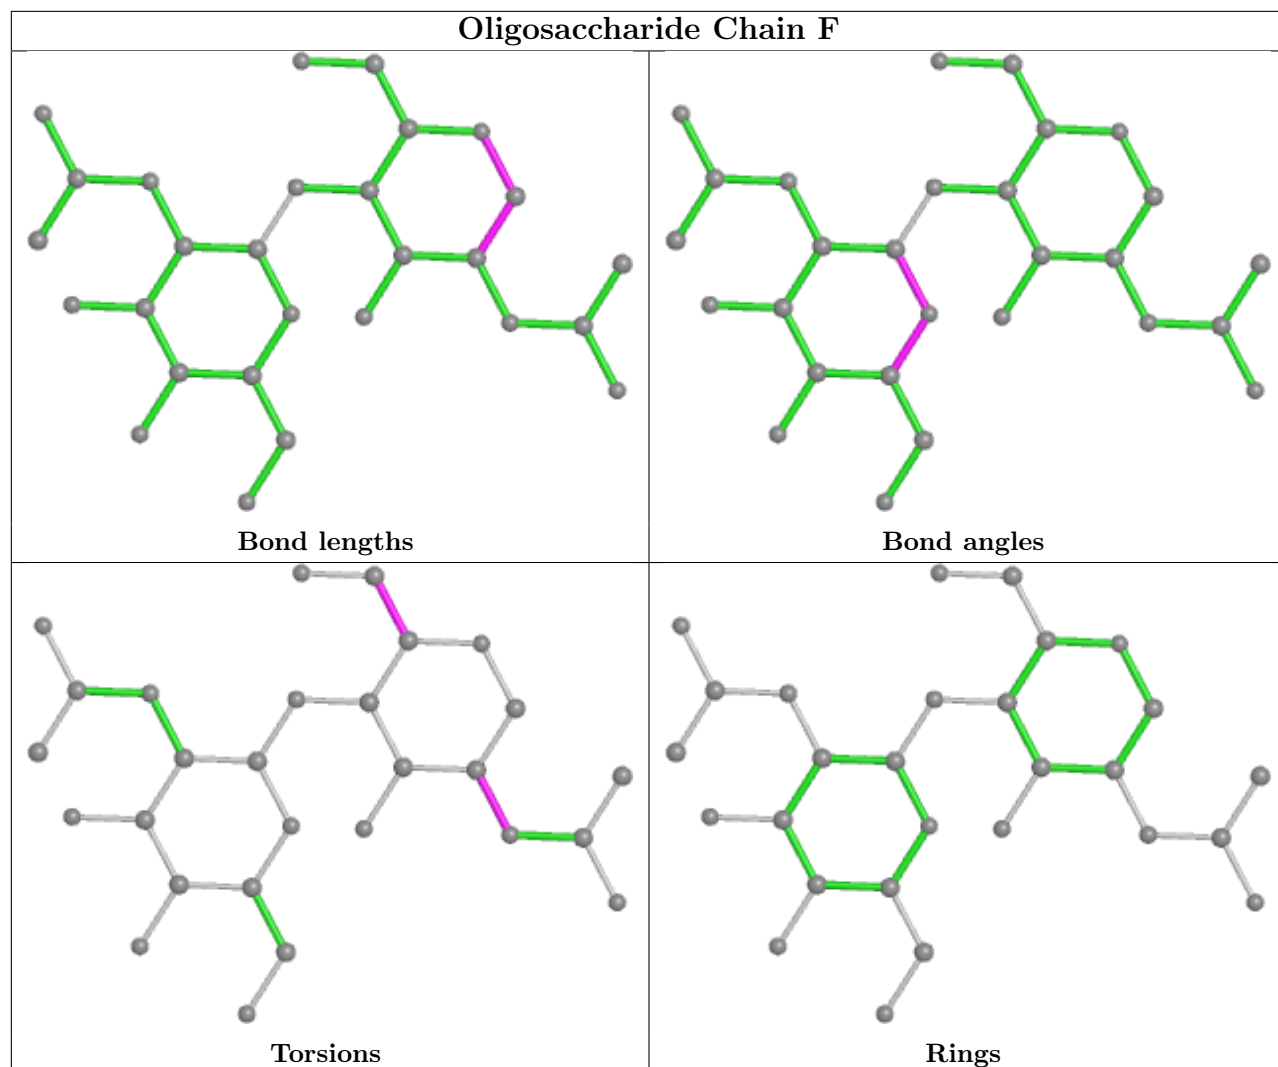 Oligosaccharide Chain F
Bond lengths
Bond angles
Torsions
Rings